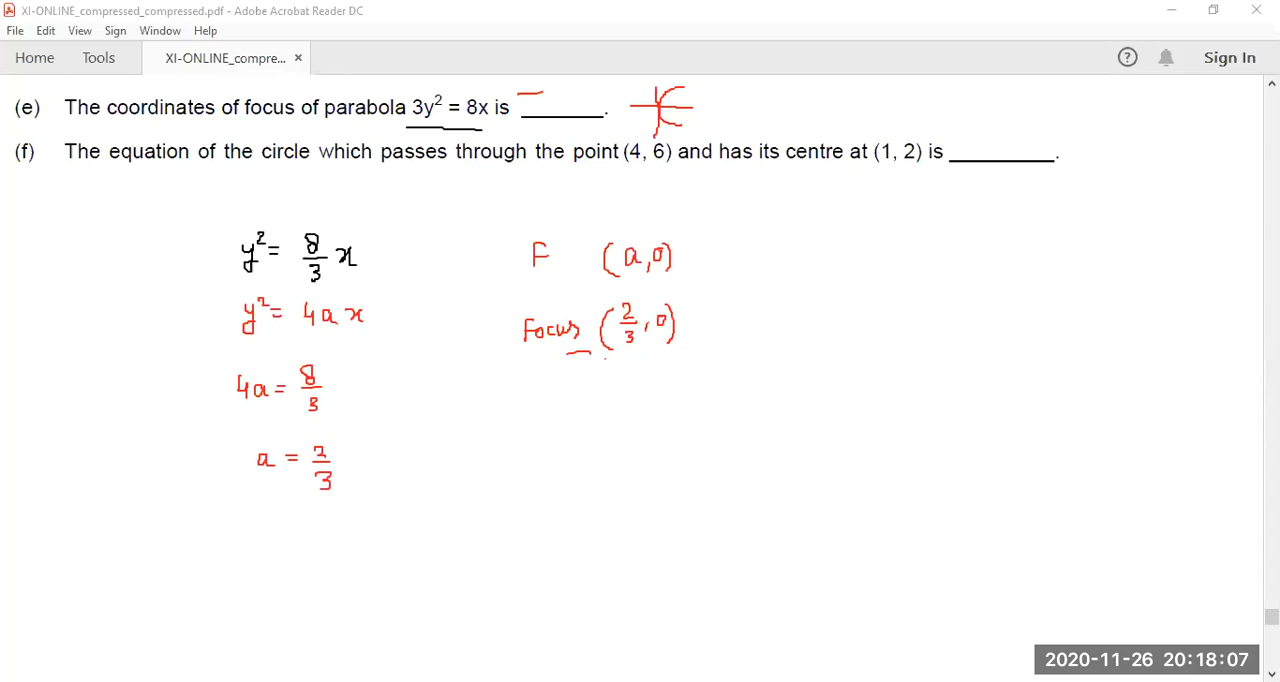 XI-ONLINE_compressed_compressed.pdf - Adobe Acrobat Reader DC
File Edit View Sign Window Help
Home Tools XI-ONLINE_compre... × Sign In
(e) The coordinates of focus of parabola 3y² = 8x is ________.
(f) The equation of the circle which passes through the point (4, 6) and has its centre at (1, 2) is _________.
y² = 8/3 x
F (a, 0)
y² = 4ax
Focus (2/3, 0)
4a = 8/3
a = 2/3
2020-11-26 20:18:07